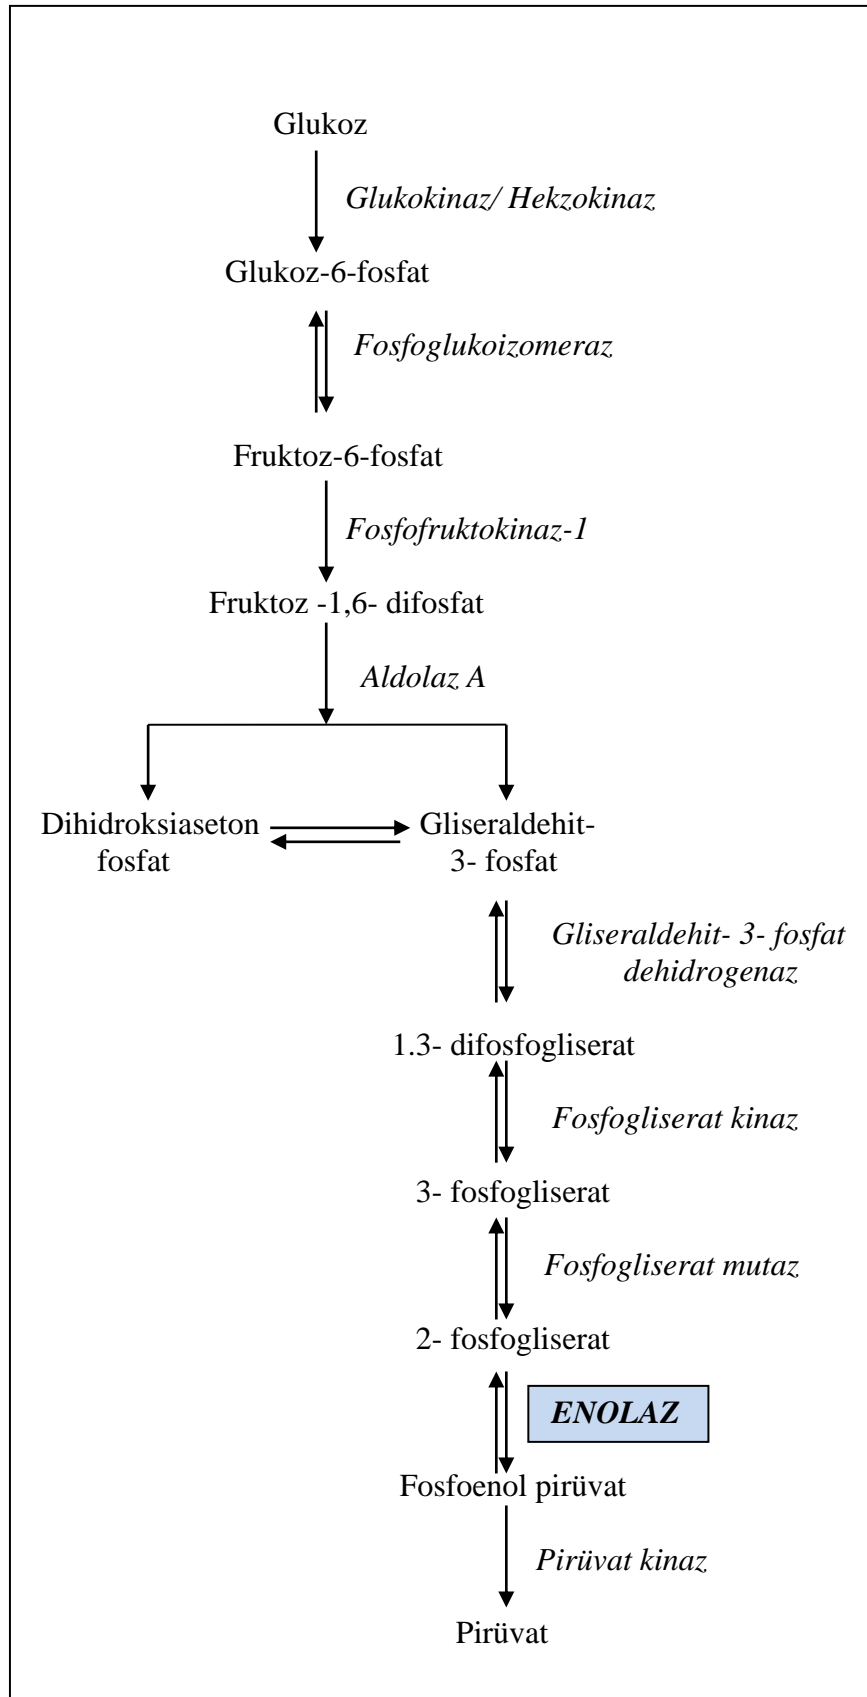 Glukoz
Glukokinaz/ Hekzokinaz
Glukoz-6-fosfat
Fosfoglukoizomeraz
Fruktoz-6-fosfat
Fosfofruktokinaz-1
Fruktoz -1,6- difosfat
Aldolaz A
Dihidroksiaseton
fosfat
Gliseraldehit-
3- fosfat
Gliseraldehit- 3- fosfat
dehidrogenaz
1.3- difosfogliserat
Fosfogliserat kinaz
3- fosfogliserat
Fosfogliserat mutaz
2- fosfogliserat
ENOLAZ
Fosfoenol pirüvat
Pirüvat kinaz
Pirüvat